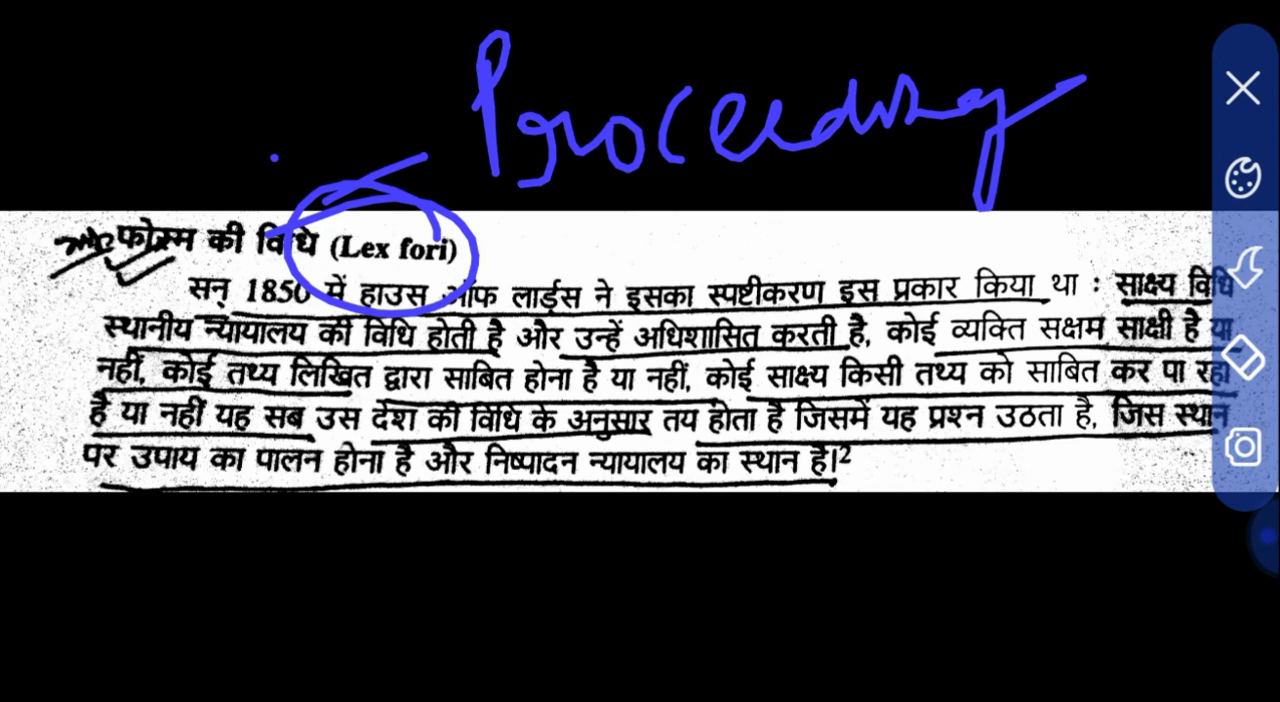 Proceeding
फोरम की विधि (Lex fori)
सन् 1850 में हाउस ऑफ लार्ड्स ने इसका स्पष्टीकरण इस प्रकार किया था : साक्ष्य विधि
स्थानीय न्यायालय की विधि होती है और उन्हें अधिशासित करती है, कोई व्यक्ति सक्षम साक्षी है या
नहीं, कोई तथ्य लिखित द्वारा साबित होना है या नहीं, कोई साक्ष्य किसी तथ्य को साबित कर पा रहा
है या नहीं यह सब उस देश की विधि के अनुसार तय होता है जिसमें यह प्रश्न उठता है, जिस स्थान
पर उपाय का पालन होना है और निष्पादन न्यायालय का स्थान है।2